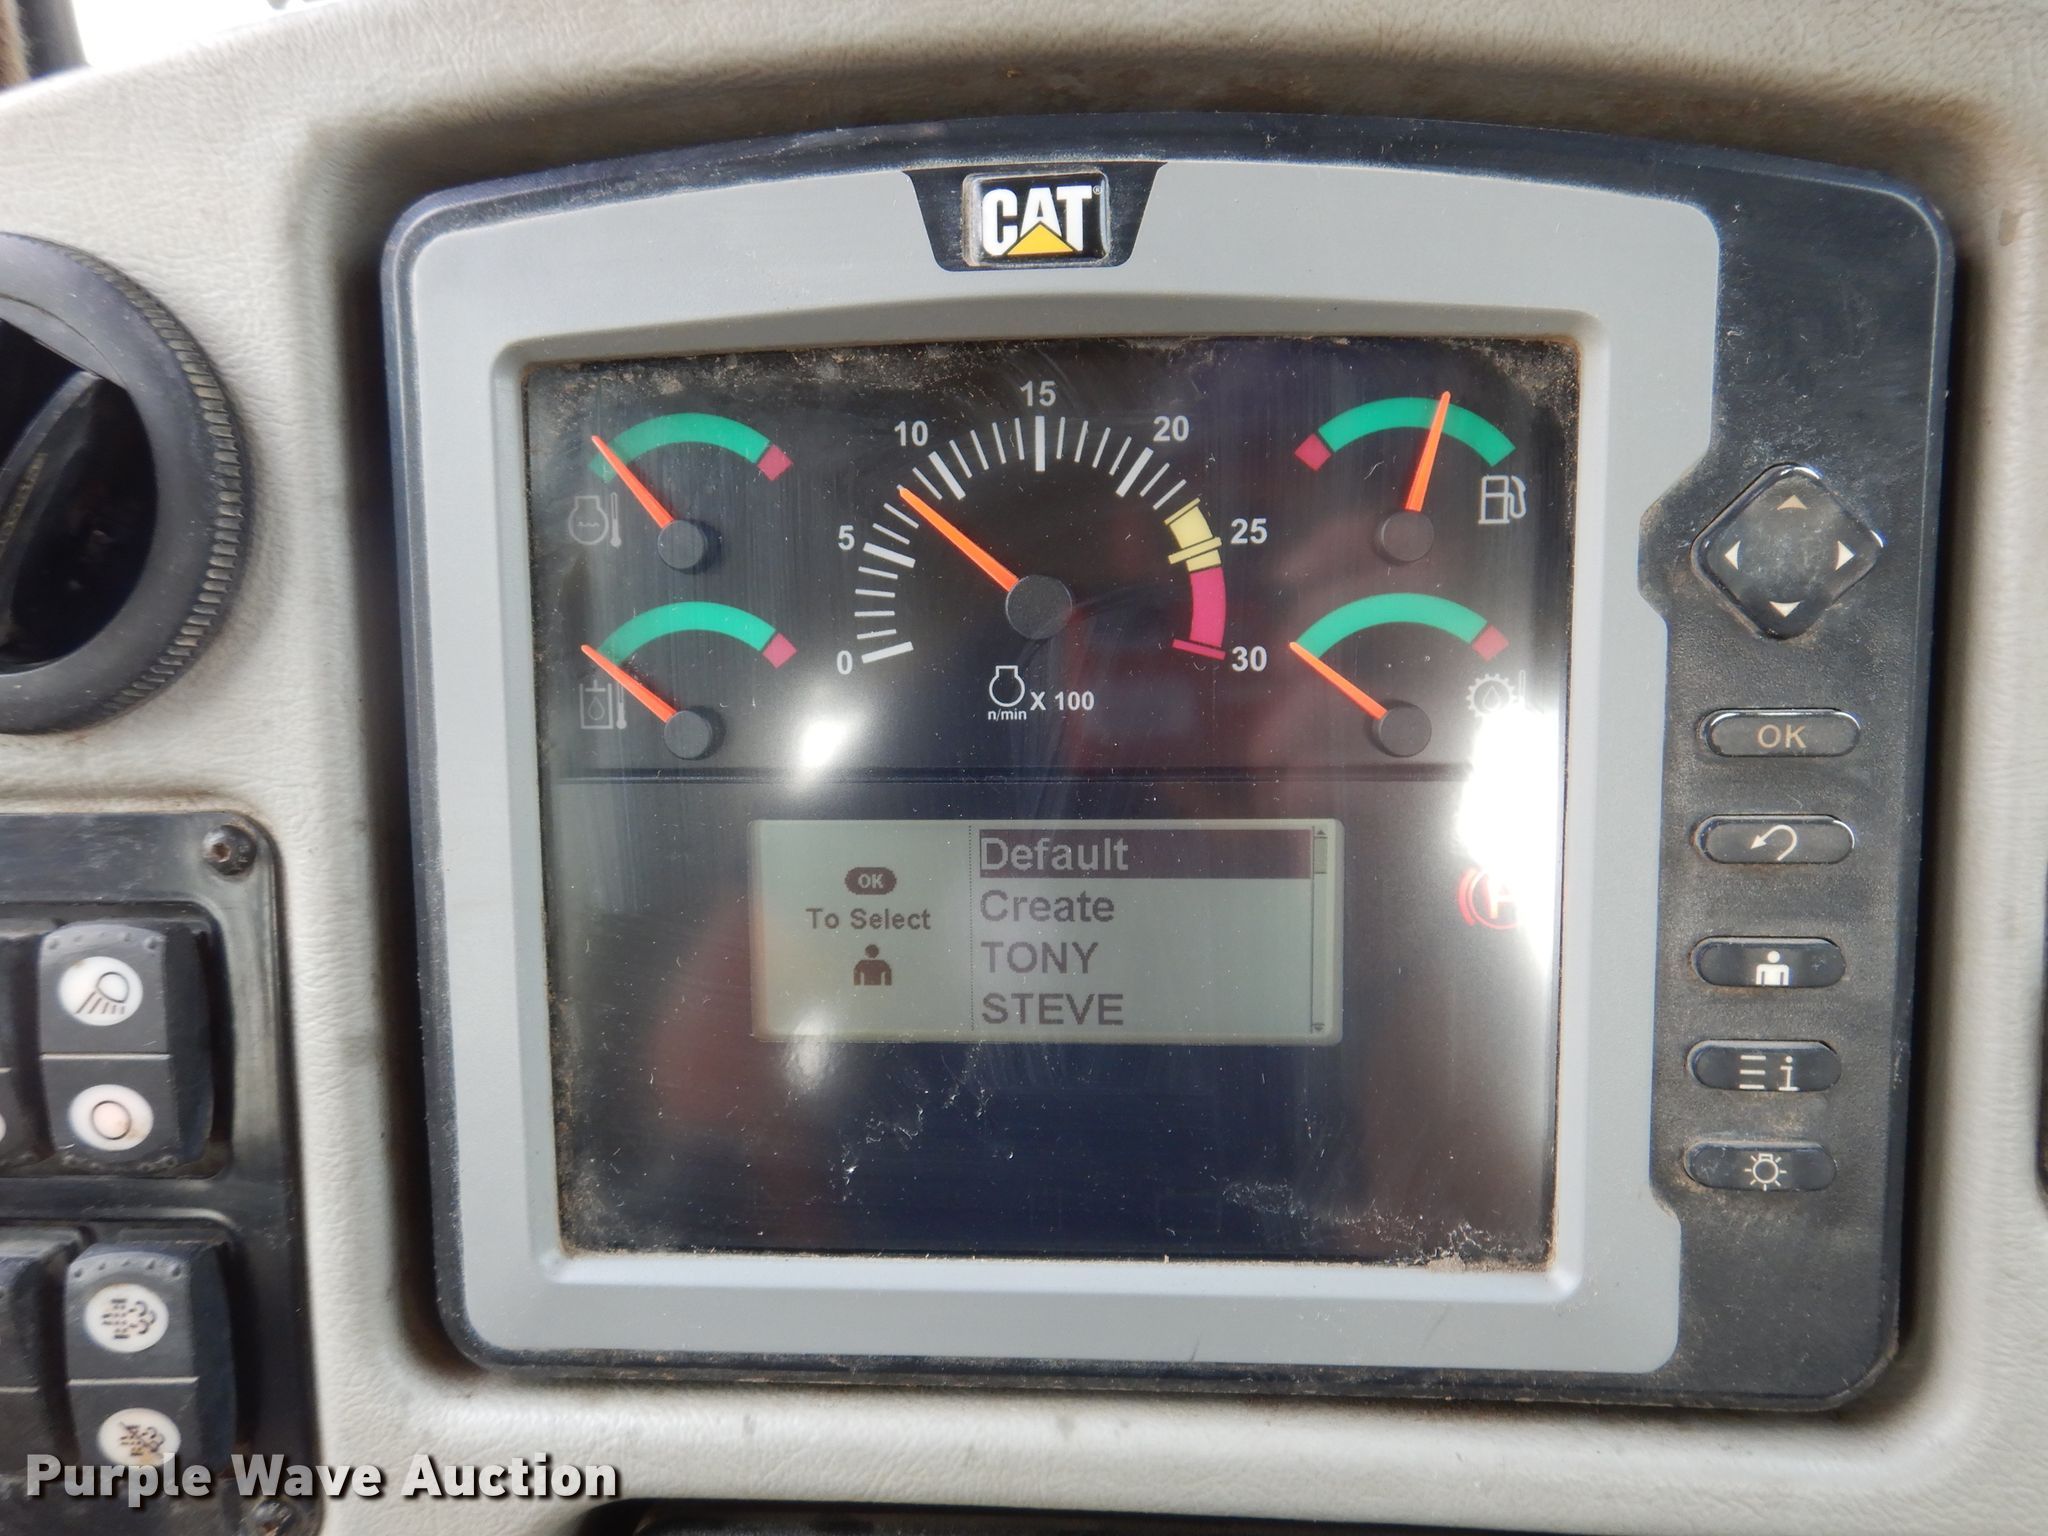 CAT®
15
10
20
5
25
0
30
n/min X 100
OK
OK
To Select
Default
Create
TONY
STEVE
P
i
Purple Wave Auction